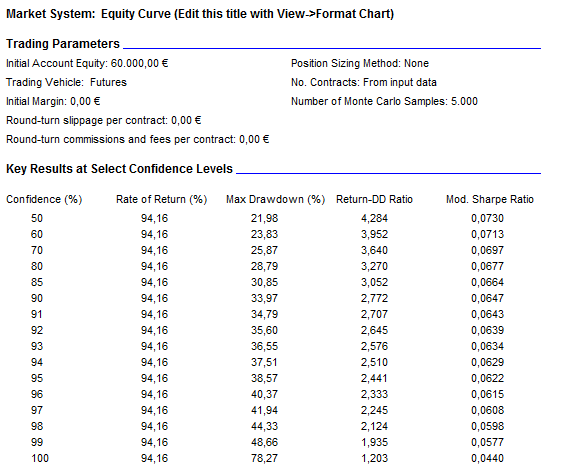 Market System: Equity Curve (Edit this title with View->Format Chart)
Trading Parameters
Initial Account Equity: 60.000,00 € Position Sizing Method: None
Trading Vehicle: Futures No. Contracts: From input data
Initial Margin: 0,00 € Number of Monte Carlo Samples: 5.000
Round-turn slippage per contract: 0,00 €
Round-turn commissions and fees per contract: 0,00 €
Key Results at Select Confidence Levels
Confidence (%) Rate of Return (%) Max Drawdown (%) Return-DD Ratio Mod. Sharpe Ratio
50 94,16 21,98 4,284 0,0730
60 94,16 23,83 3,952 0,0713
70 94,16 25,87 3,640 0,0697
80 94,16 28,79 3,270 0,0677
85 94,16 30,85 3,052 0,0664
90 94,16 33,97 2,772 0,0647
91 94,16 34,79 2,707 0,0643
92 94,16 35,60 2,645 0,0639
93 94,16 36,55 2,576 0,0634
94 94,16 37,51 2,510 0,0629
95 94,16 38,57 2,441 0,0622
96 94,16 40,37 2,333 0,0615
97 94,16 41,94 2,245 0,0608
98 94,16 44,33 2,124 0,0598
99 94,16 48,66 1,935 0,0577
100 94,16 78,27 1,203 0,0440